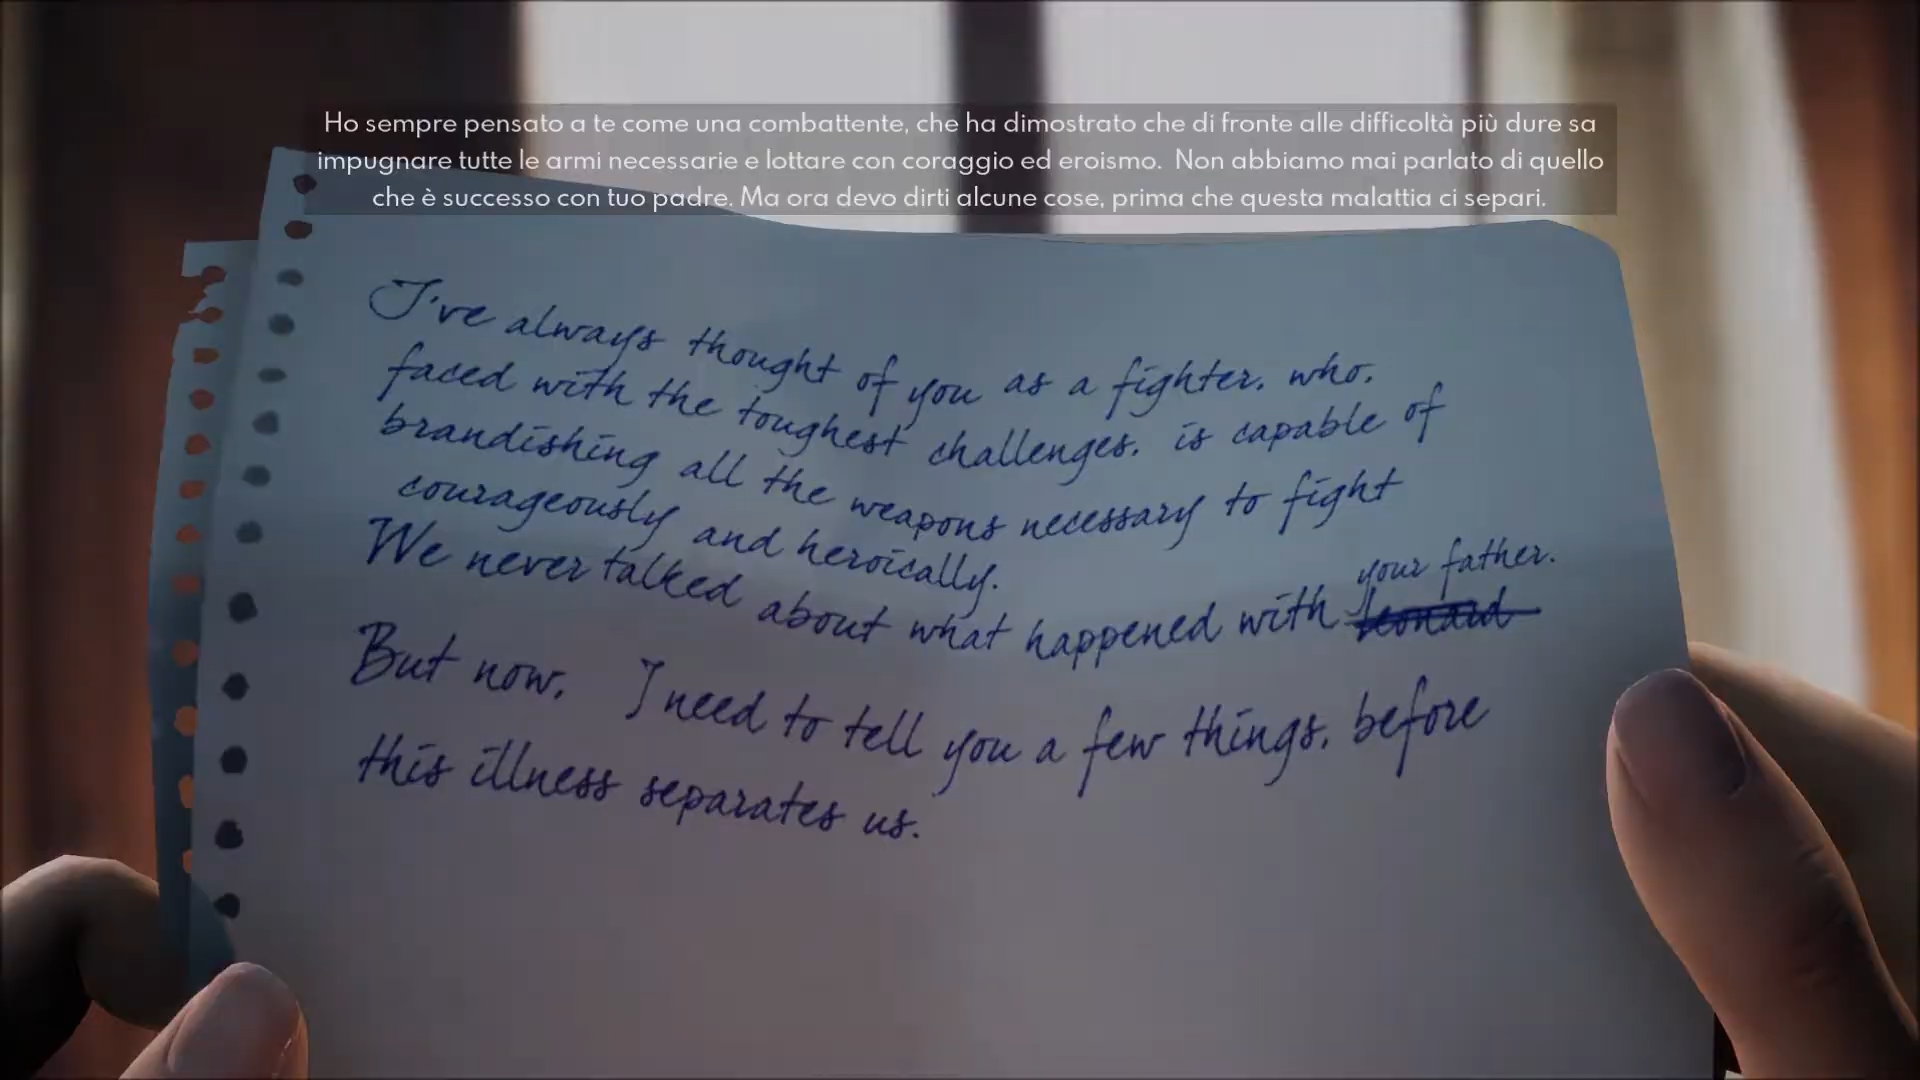 Ho sempre pensato a te come una combattente, che ha dimostrato che di fronte alle difficoltà più dure sa
impugnare tutte le armi necessarie e lottare con coraggio ed eroismo. Non abbiamo mai parlato di quello
che è successo con tuo padre. Ma ora devo dirti alcune cose, prima che questa malattia ci separi.
I've always thought of you as a fighter, who,
faced with the toughest challenges, is capable of
brandishing all the weapons necessary to fight
courageously and heroically.
your father.
We never talked about what happened with Leonard
But now, I need to tell you a few things, before
this illness separates us.